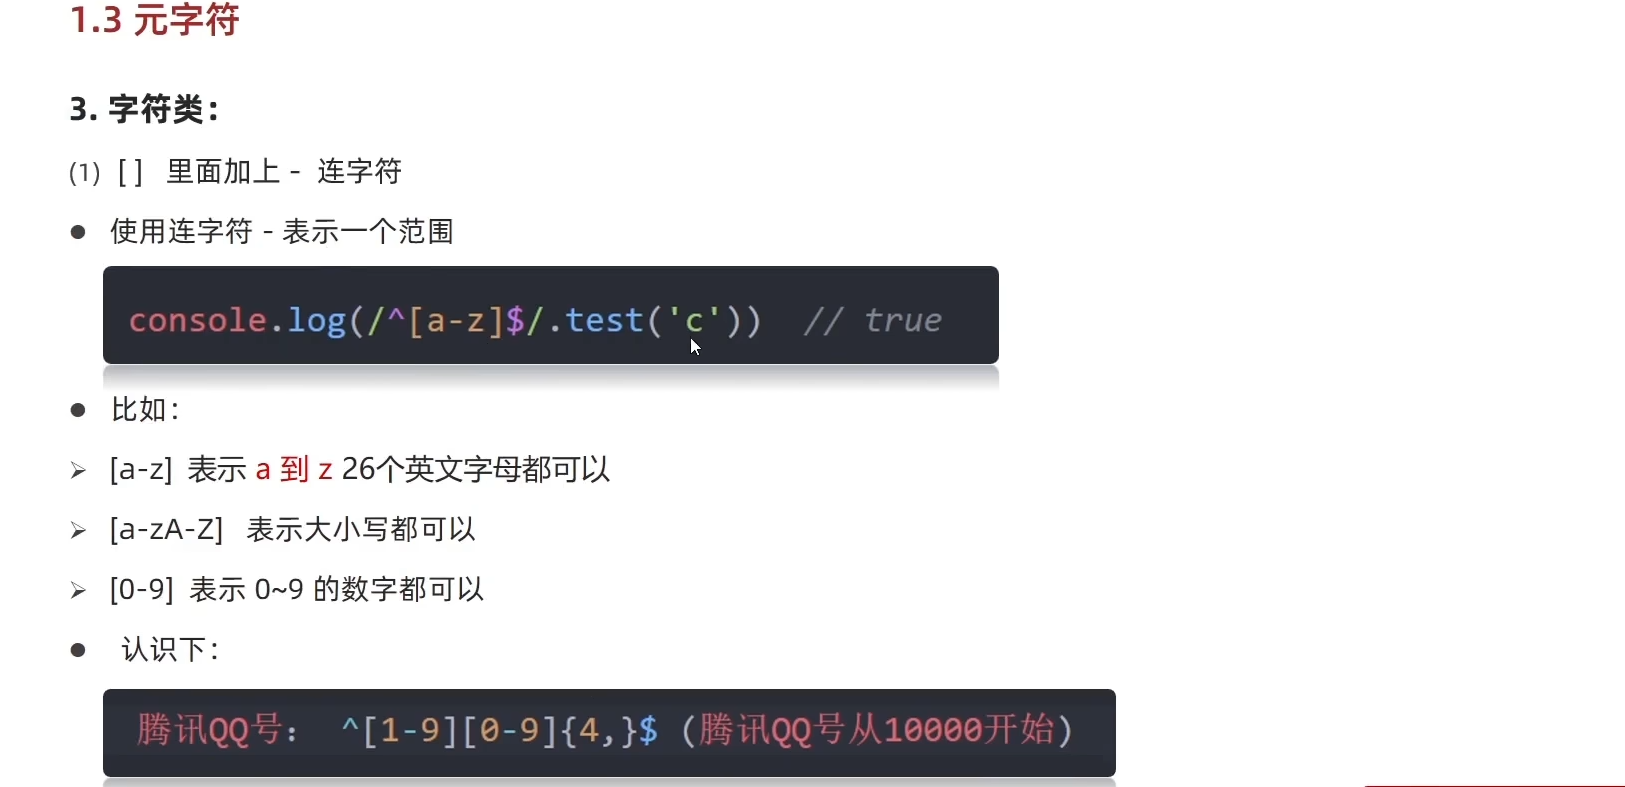 1.3 元字符
3. 字符类：
(1) [ ] 里面加上 - 连字符
● 使用连字符 - 表示一个范围
console.log(/^[a-z]$/.test('c')) // true
● 比如：
➢ [a-z] 表示 a 到 z 26个英文字母都可以
➢ [a-zA-Z] 表示大小写都可以
➢ [0-9] 表示 0~9 的数字都可以
● 认识下：
腾讯QQ号： ^[1-9][0-9]{4,}$ (腾讯QQ号从10000开始)